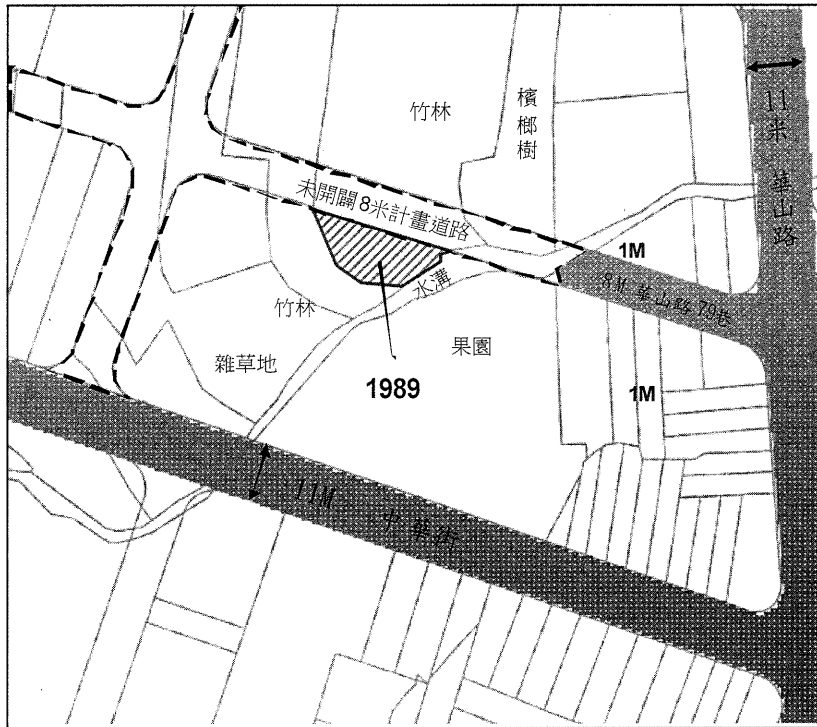 竹林
檳榔樹
11米 華山路
未開闢8米計畫道路
1M
8M 華山路79巷
水溝
竹林
果園
雜草地
1989
1M
11M 中華街